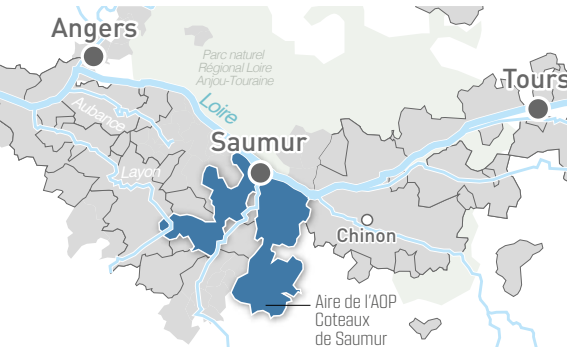 Angers
Parc naturel
Régional Loire
Anjou-Touraine
Tours
Loire
Aubance
Saumur
Layon
Chinon
Aire de l'AOP
Coteaux
de Saumur